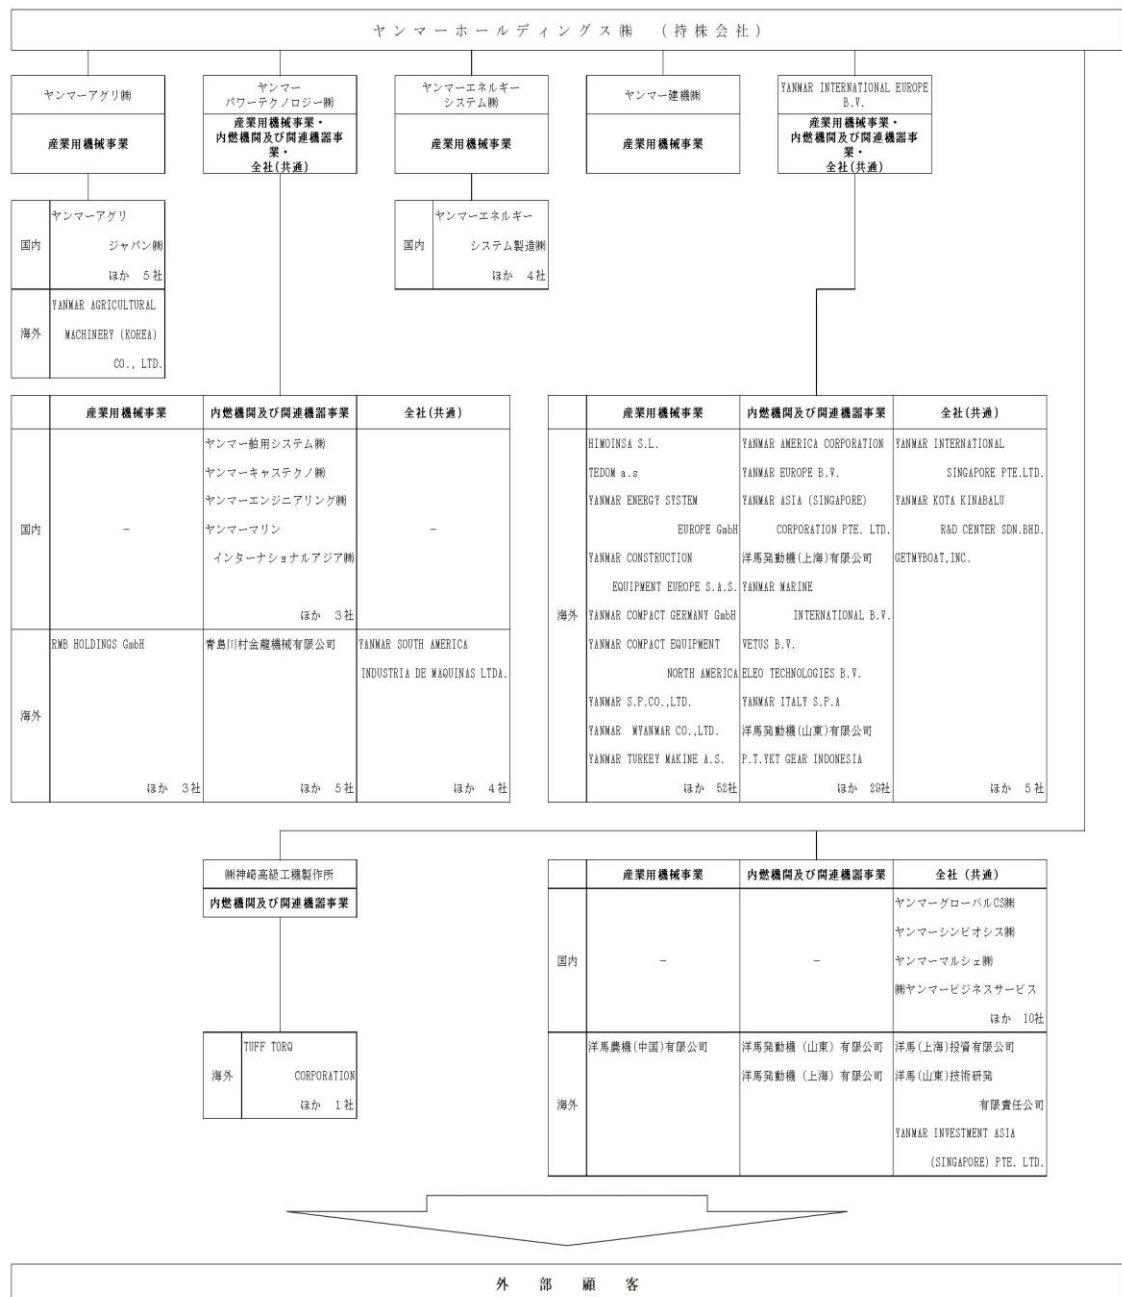 ヤンマーホールディングス㈱ (持株会社)
ヤンマーアグリ㈱
産業用機械事業
ヤンマー
パワーテクノロジー㈱
産業用機械事業・
内燃機関及び関連機器事
業・
全社(共通)
ヤンマーエネルギー
システム㈱
産業用機械事業
ヤンマー建機㈱
産業用機械事業
YANMAR INTERNATIONAL EUROPE
B.V.
産業用機械事業・
内燃機関及び関連機器事
業・
全社(共通)
国内
ヤンマーアグリ
ジャパン㈱
ほか 5社
海外
YANMAR AGRICULTURAL
MACHINERY (KOREA)
CO., LTD.
国内
ヤンマーエネルギー
システム製造㈱
ほか 4社
産業用機械事業
内燃機関及び関連機器事業
全社(共通)
国内
－
ヤンマー舶用システム㈱
ヤンマーキャステクノ㈱
ヤンマーエンジニアリング㈱
ヤンマーマリン
インターナショナルアジア㈱
ほか 3社
－
海外
RMB HOLDINGS GmbH
ほか 3社
青島川村金龍機械有限公司
ほか 5社
YANMAR SOUTH AMERICA
INDUSTRIA DE MAQUINAS LTDA.
ほか 4社
産業用機械事業
内燃機関及び関連機器事業
全社(共通)
海外
HIMOINSA S.L.
TEDOM a.s
YANMAR ENERGY SYSTEM
EUROPE GmbH
YANMAR CONSTRUCTION
EQUIPMENT EUROPE S.A.S.
YANMAR COMPACT GERMANY GmbH
YANMAR COMPACT EQUIPMENT
NORTH AMERICA
YANMAR S.P.CO.,LTD.
YANMAR MYANMAR CO.,LTD.
YANMAR TURKEY MAKINE A.S.
ほか 52社
YANMAR AMERICA CORPORATION
YANMAR EUROPE B.V.
YANMAR ASIA (SINGAPORE)
CORPORATION PTE. LTD.
洋馬発動機(上海)有限公司
YANMAR MARINE
INTERNATIONAL B.V.
VETUS B.V.
ELEO TECHNOLOGIES B.V.
YANMAR ITALY S.P.A
洋馬発動機(山東)有限公司
P.T.YKT GEAR INDONESIA
ほか 29社
YANMAR INTERNATIONAL
SINGAPORE PTE.LTD.
YANMAR KOTA KINABALU
R&D CENTER SDN.BHD.
GETMYBOAT,INC.
ほか 5社
㈱神崎高級工機製作所
内燃機関及び関連機器事業
海外
TUFF TORQ
CORPORATION
ほか 1社
産業用機械事業
内燃機関及び関連機器事業
全社（共通）
国内
－
－
ヤンマーグローバルCS㈱
ヤンマーシンビオシス㈱
ヤンマーマルシェ㈱
㈱ヤンマービジネスサービス
ほか 10社
海外
洋馬農機(中国)有限公司
洋馬発動機（山東）有限公司
洋馬発動機（上海）有限公司
洋馬(上海)投資有限公司
洋馬(山東)技術研発
有限責任公司
YANMAR INVESTMENT ASIA
(SINGAPORE) PTE. LTD.
外部顧客